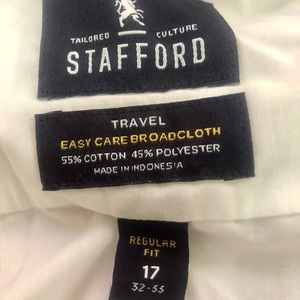 TAILORED CULTURE
STAFFORD
TRAVEL
EASY CARE BROADCLOTH
55% COTTON 45% POLYESTER
MADE IN INDONESIA
REGULAR
FIT
17
32-33